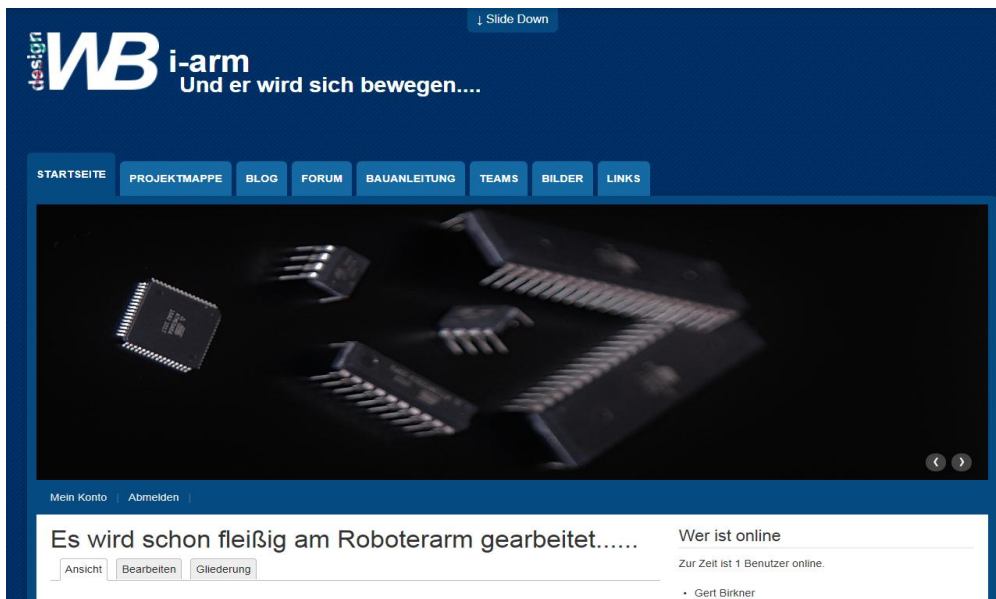 ↓ Slide Down
design
WB
i-arm
Und er wird sich bewegen....
STARTSEITE PROJEKTMAPPE BLOG FORUM BAUANLEITUNG TEAMS BILDER LINKS
Mein Konto | Abmelden |
Es wird schon fleißig am Roboterarm gearbeitet......
Ansicht Bearbeiten Gliederung
Wer ist online
Zur Zeit ist 1 Benutzer online.
• Gert Birkner